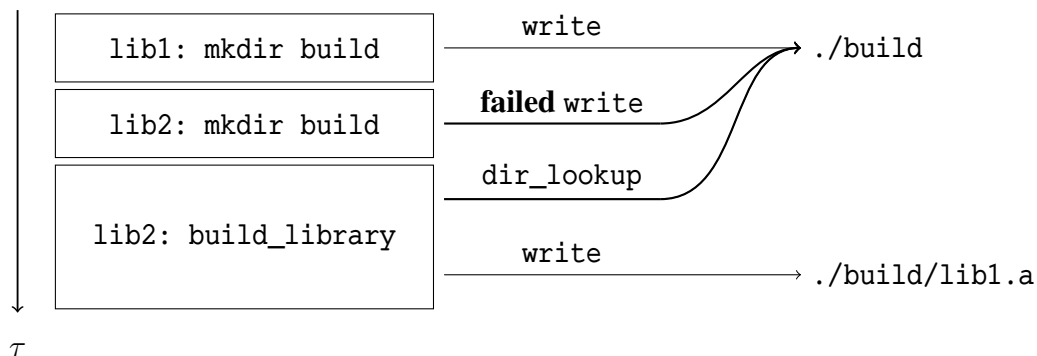 lib1: mkdir build
write
./build
lib2: mkdir build
failed write
lib2: build_library
dir_lookup
write
./build/lib1.a
τ